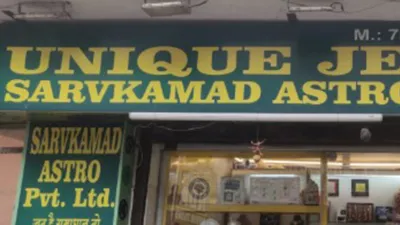 M.: 7
UNIQUE JE
SARVKAMAD ASTRO
SARVKAMAD
ASTRO
Pvt. Ltd.